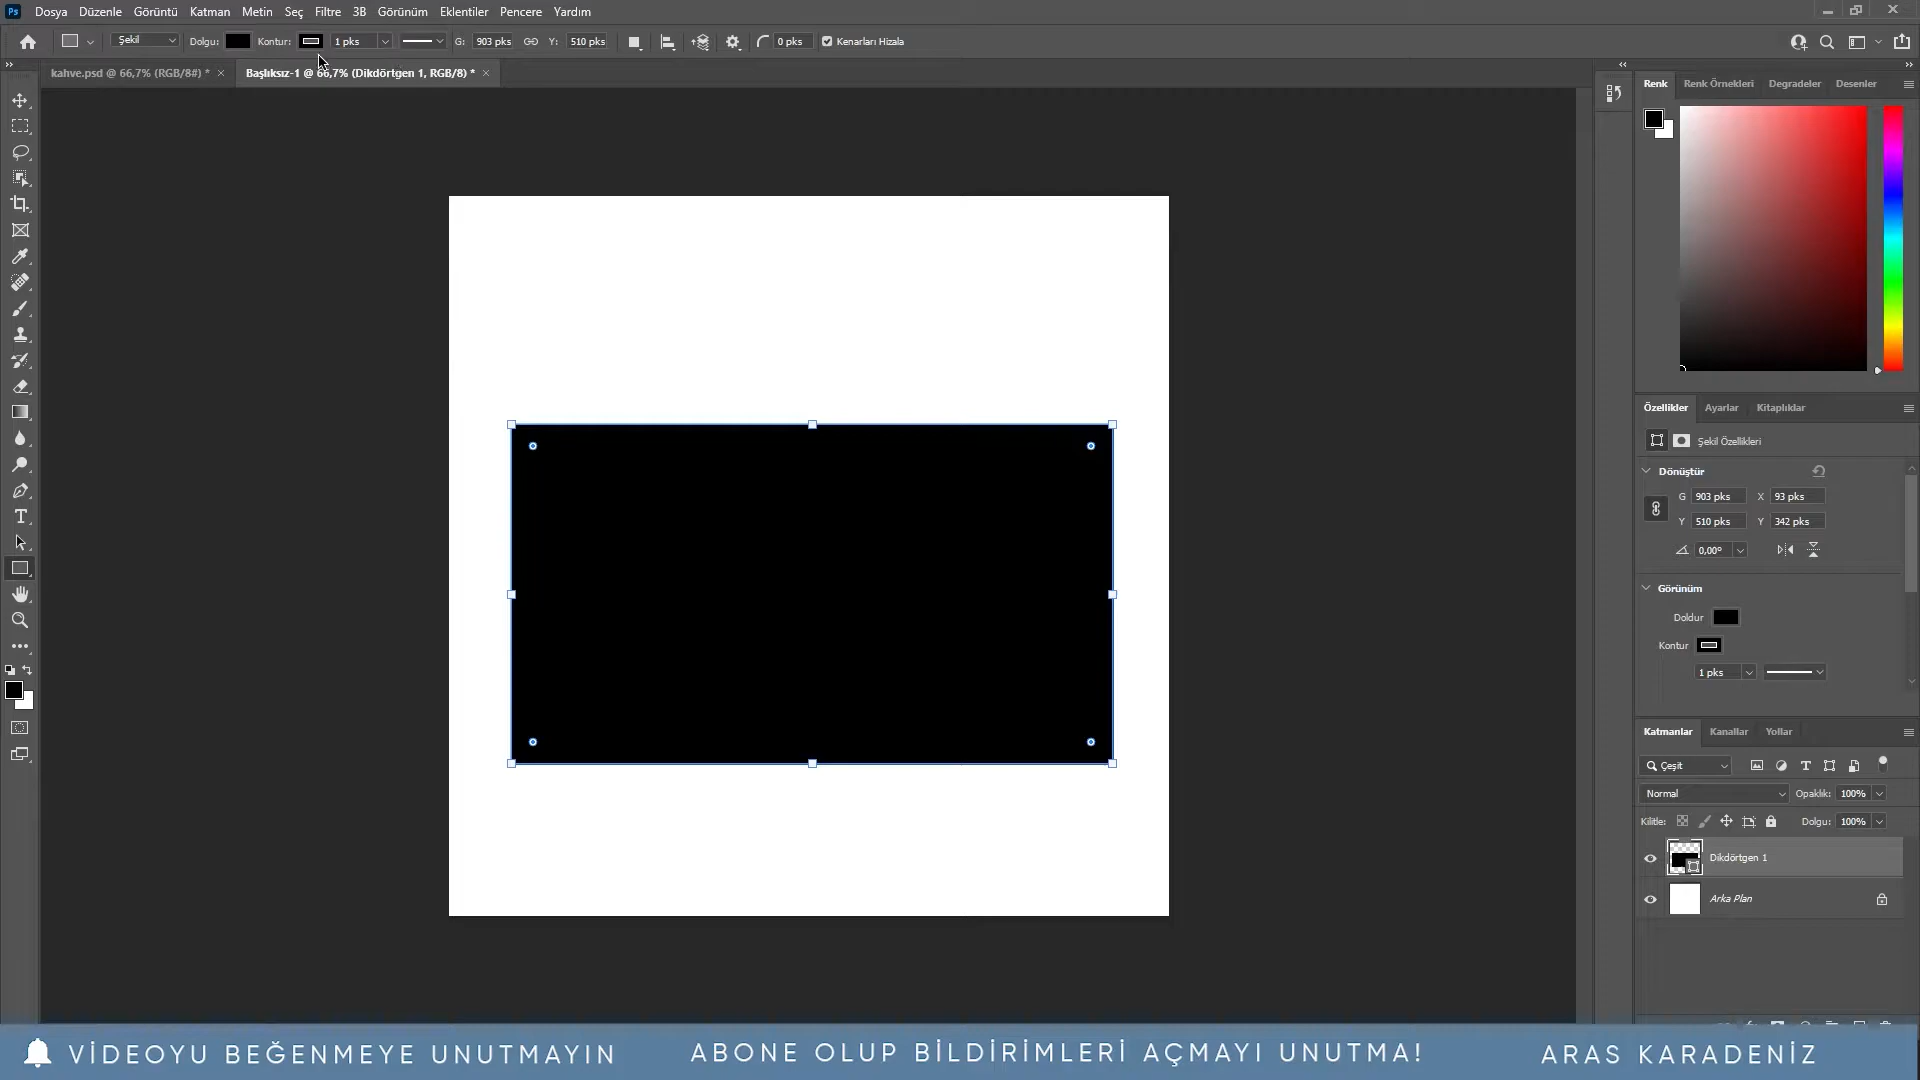 Ps Dosya Düzenle Görüntü Katman Metin Seç Filtre 3B Görünüm Eklentiler Pencere Yardım
Şekil Dolgu: Kontur: 1 pks G: 903 pks Y: 510 pks 0 pks Kenarları Hizala
kahve.psd @ 66,7% (RGB/8#) * Başlıksız-1 @ 66,7% (Dikdörtgen 1, RGB/8) *
Renk Renk Örnekleri Degradeler Desenler
Özellikler Ayarlar Kitaplıklar
Şekil Özellikleri
Dönüştür
G 903 pks X 93 pks
Y 510 pks Y 342 pks
0,00°
Görünüm
Doldur
Kontur
1 pks
Katmanlar Kanallar Yollar
Çeşit
Normal Opaklık: 100%
Kilitle: Dolgu: 100%
Dikdörtgen 1
Arka Plan
VİDEOYU BEĞENMEYE UNUTMAYIN ABONE OLUP BİLDİRİMLERİ AÇMAYI UNUTMA! ARAS KARADENİZ